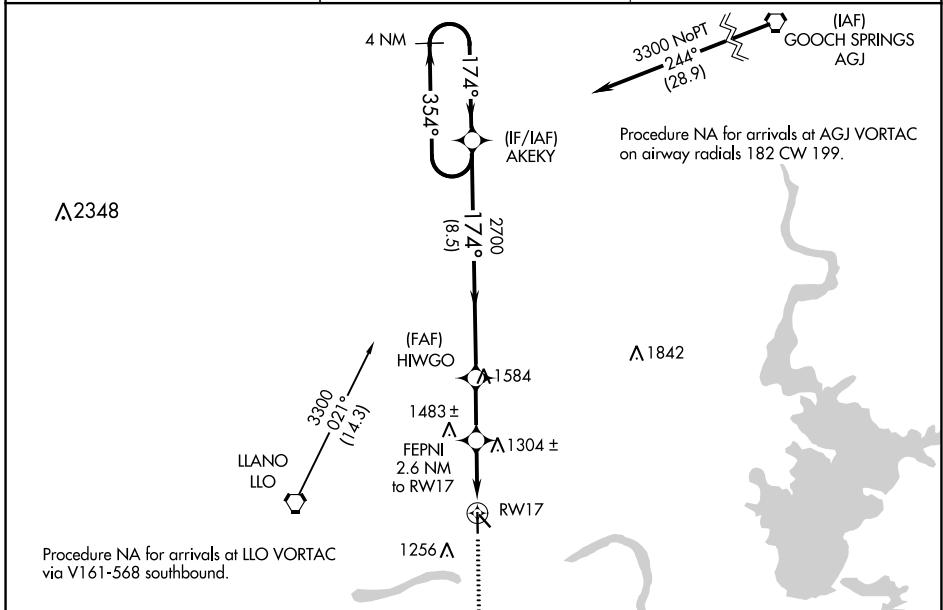 4 NM
174°
354°
(IF/IAF)
AKEKY
3300 NoPT
244°
(28.9)
(IAF)
GOOCH SPRINGS
AGJ
Procedure NA for arrivals at AGJ VORTAC
on airway radials 182 CW 199.
2348
2700
174°
(8.5)
(FAF)
HIWGO
1584
1842
3300
021°
(14.3)
1483 ±
FEPNI
2.6 NM
to RW17
1304 ±
LLANO
LLO
RW17
1256
Procedure NA for arrivals at LLO VORTAC
via V161-568 southbound.